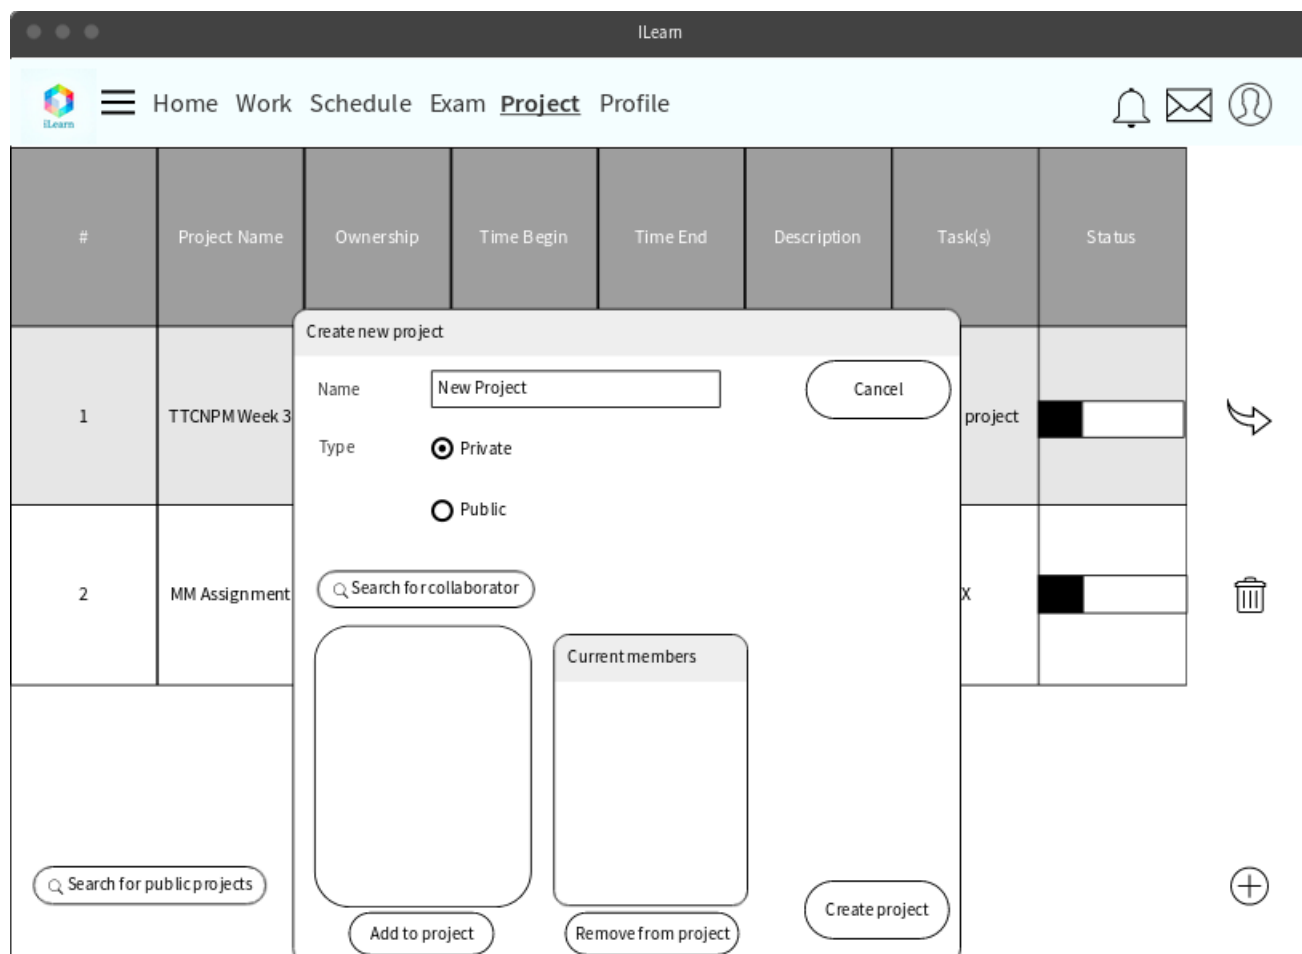 ILearn
iLearn
Home Work Schedule Exam Project Profile
# Project Name Ownership Time Begin Time End Description Task(s) Status
Create new project
Name New Project Cancel
1 TTCNPM Week 3 project
Type Private
Public
2 MM Assignment X
Search for collaborator
Current members
Search for public projects
Create project
Add to project Remove from project